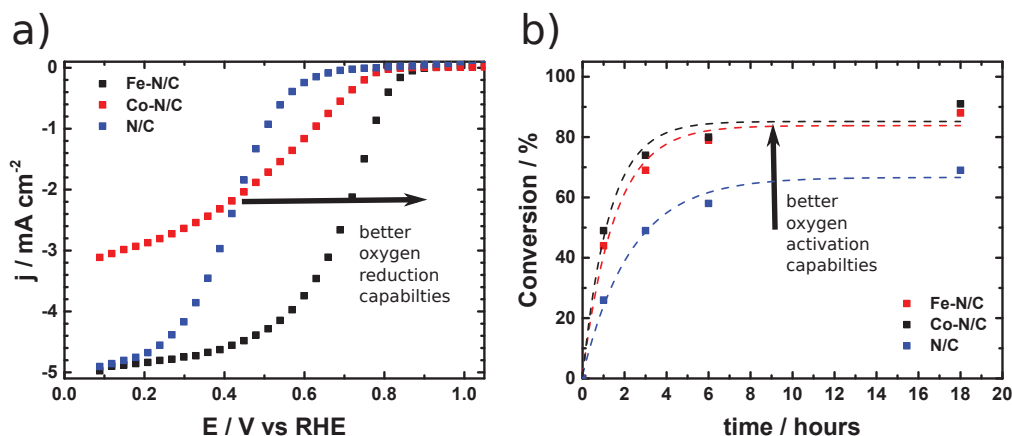 a)
0
-1
-2
-3
-4
-5
j / mA cm-2
Fe-N/C
Co-N/C
N/C
better
oxygen
reduction
capabilties
0.0 0.2 0.4 0.6 0.8 1.0
E / V vs RHE
b)
100
80
60
40
20
0
Conversion / %
better
oxygen
activation
capabilties
Fe-N/C
Co-N/C
N/C
0 2 4 6 8 10 12 14 16 18 20
time / hours